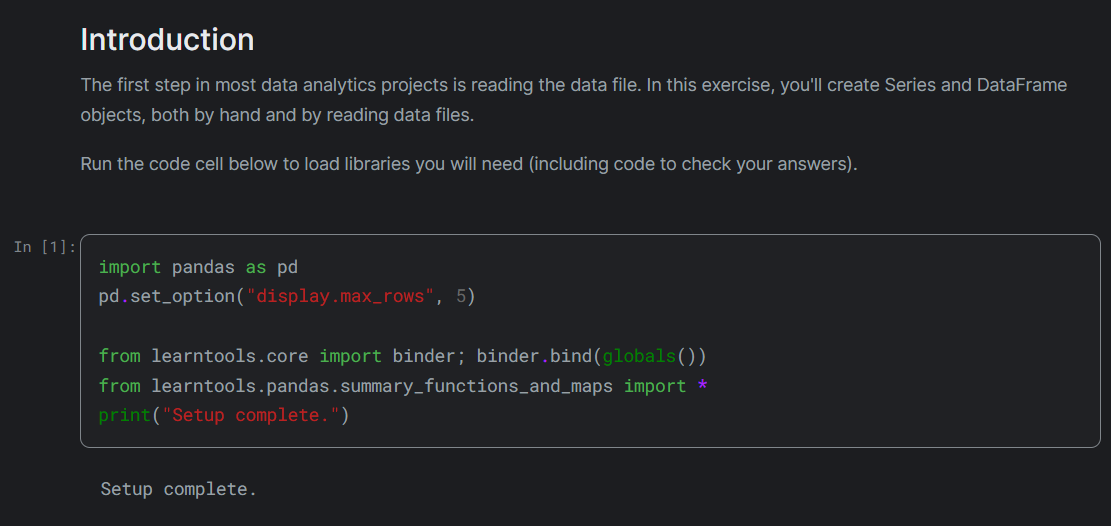 Introduction
The first step in most data analytics projects is reading the data file. In this exercise, you'll create Series and DataFrame
objects, both by hand and by reading data files.
Run the code cell below to load libraries you will need (including code to check your answers).
In [1]:
import pandas as pd
pd.set_option("display.max_rows", 5)
from learntools.core import binder; binder.bind(globals())
from learntools.pandas.summary_functions_and_maps import *
print("Setup complete.")
Setup complete.